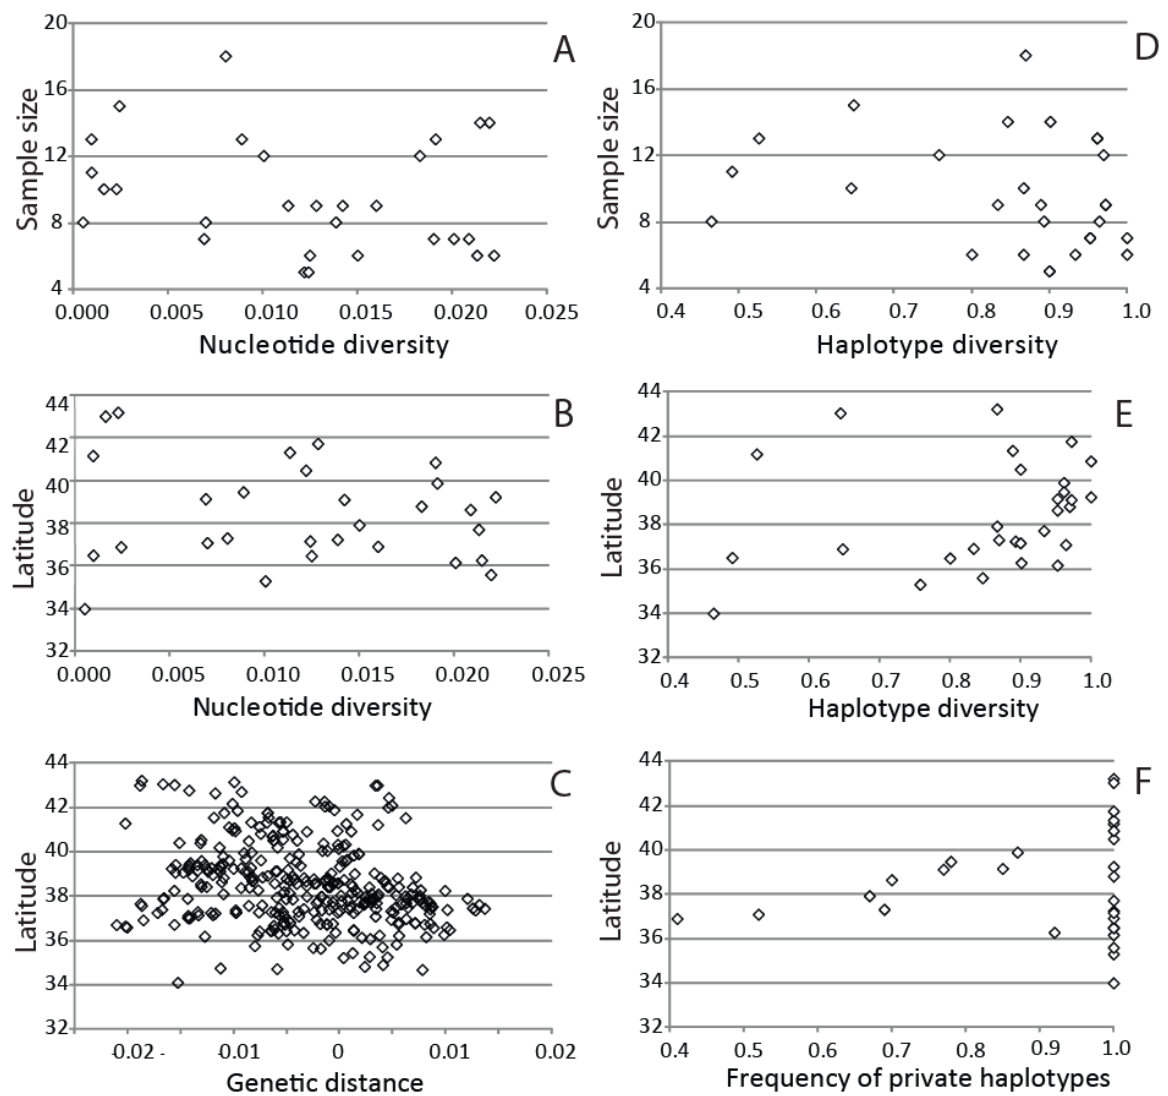 A
20
16
12
8
4
Sample size
0.000 0.005 0.010 0.015 0.020 0.025
Nucleotide diversity
D
20
16
12
8
4
Sample size
0.4 0.5 0.6 0.7 0.8 0.9 1.0
Haplotype diversity
B
44
42
40
38
36
34
32
Latitude
0.000 0.005 0.010 0.015 0.020 0.025
Nucleotide diversity
E
44
42
40
38
36
34
32
Latitude
0.4 0.5 0.6 0.7 0.8 0.9 1.0
Haplotype diversity
C
44
42
40
38
36
34
32
Latitude
-0.02 - -0.01 0 0.01 0.02
Genetic distance
F
44
42
40
38
36
34
32
Latitude
0.4 0.5 0.6 0.7 0.8 0.9 1.0
Frequency of private haplotypes